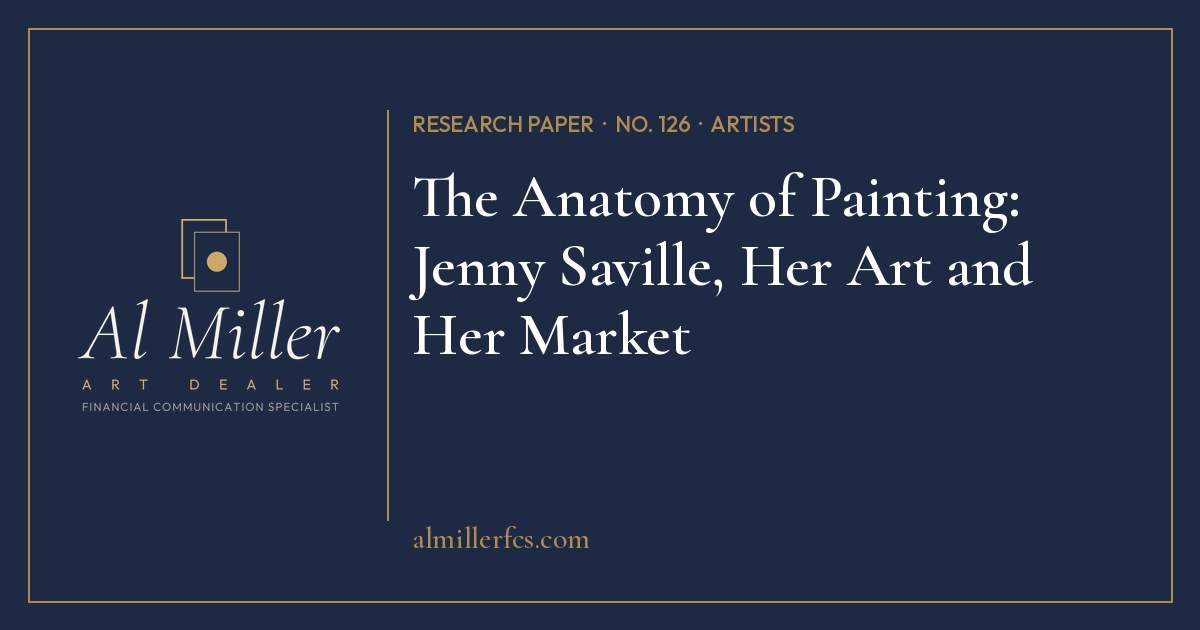 RESEARCH PAPER · NO. 126 · ARTISTS
The Anatomy of Painting:
Jenny Saville, Her Art and
Her Market
Al Miller
ART DEALER
FINANCIAL COMMUNICATION SPECIALIST
almillerfcs.com